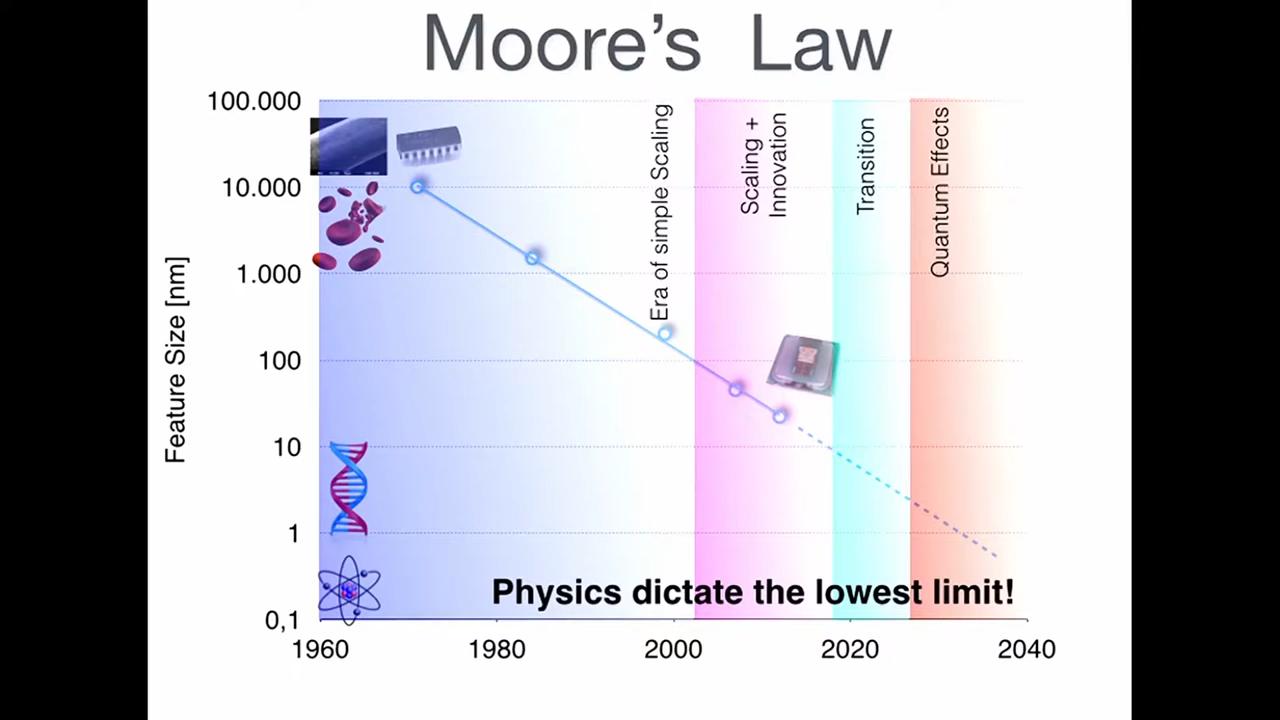 Moore's Law
100.000
10.000
1.000
100
10
1
0,1
Feature Size [nm]
Era of simple Scaling
Scaling +
Innovation
Transition
Quantum Effects
Physics dictate the lowest limit!
1960
1980
2000
2020
2040